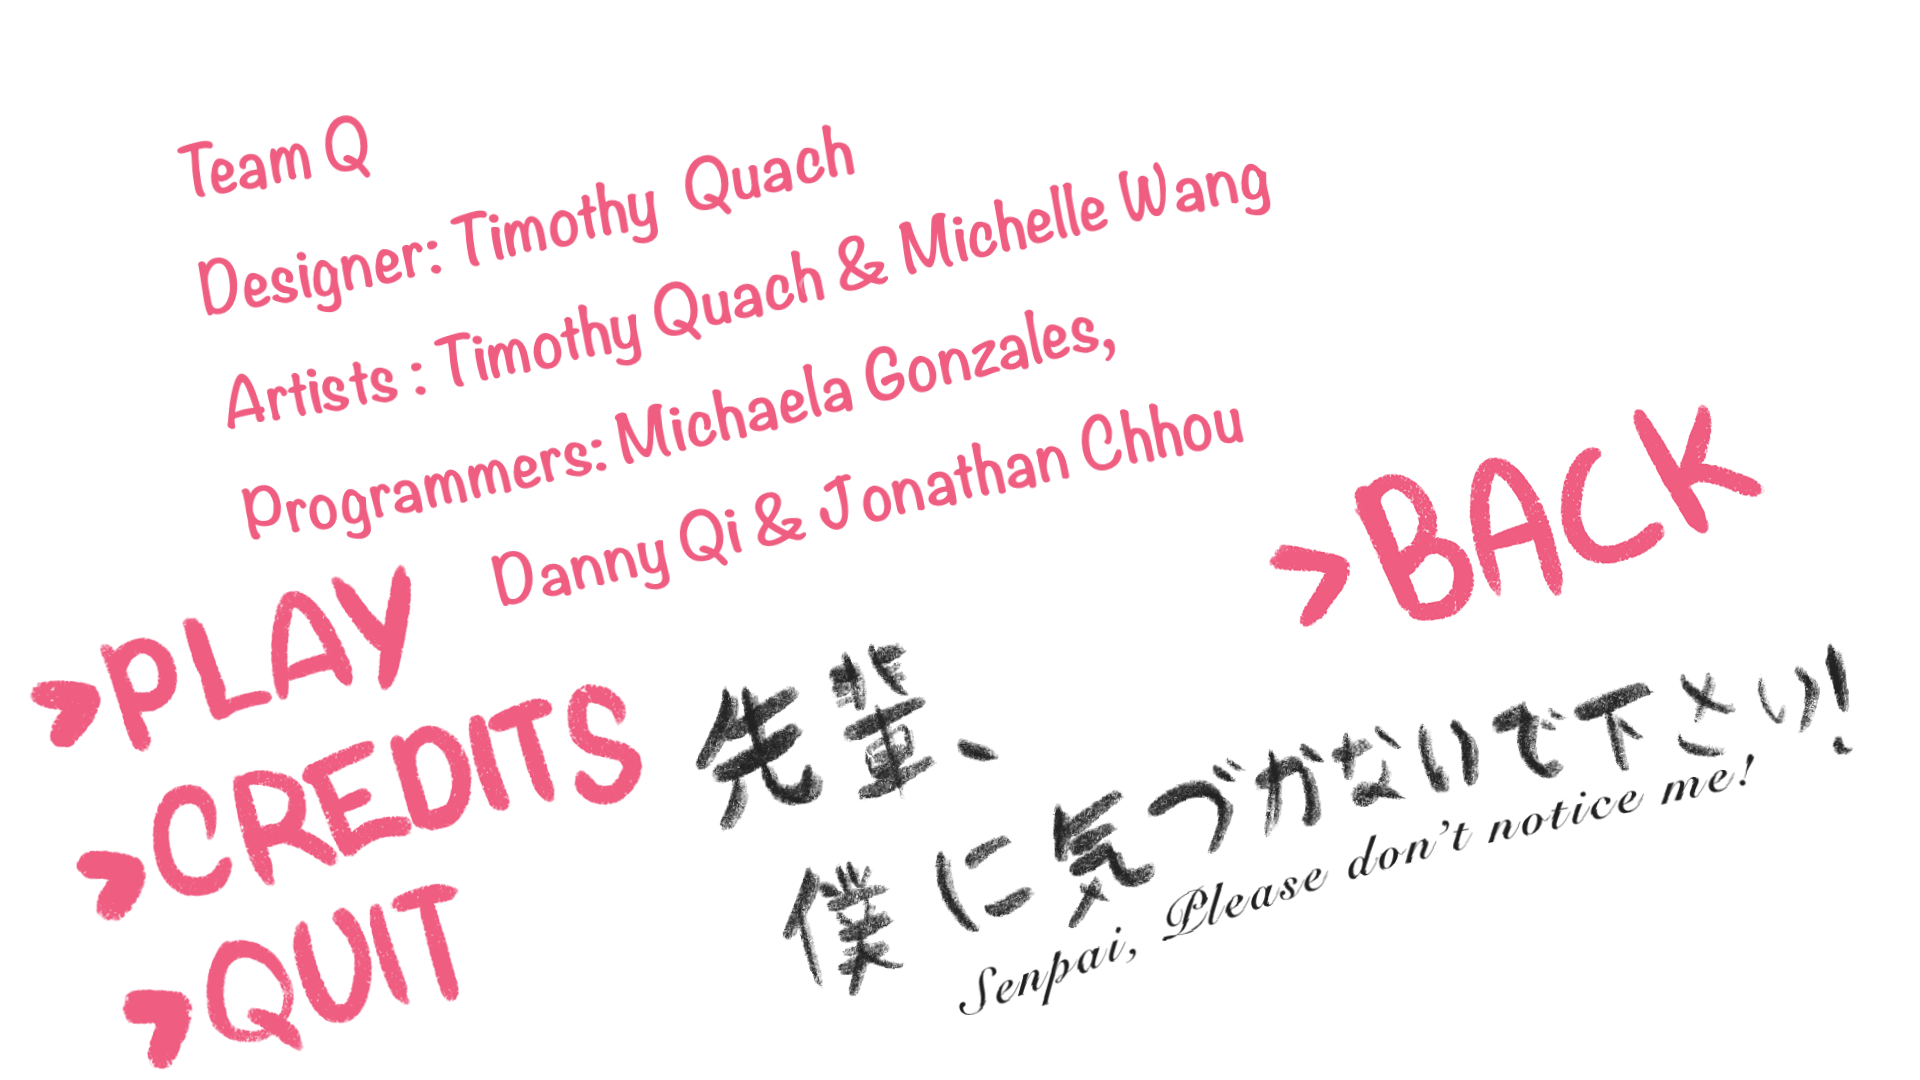 Team Q
Designer: Timothy Quach
Artists : Timothy Quach & Michelle Wang
Programmers: Michaela Gonzales,
Danny Qi & Jonathan Chhou
>BACK
>PLAY
>CREDITS
>QUIT
先輩、
僕に気づかないで下さい!
Senpai, Please don't notice me!